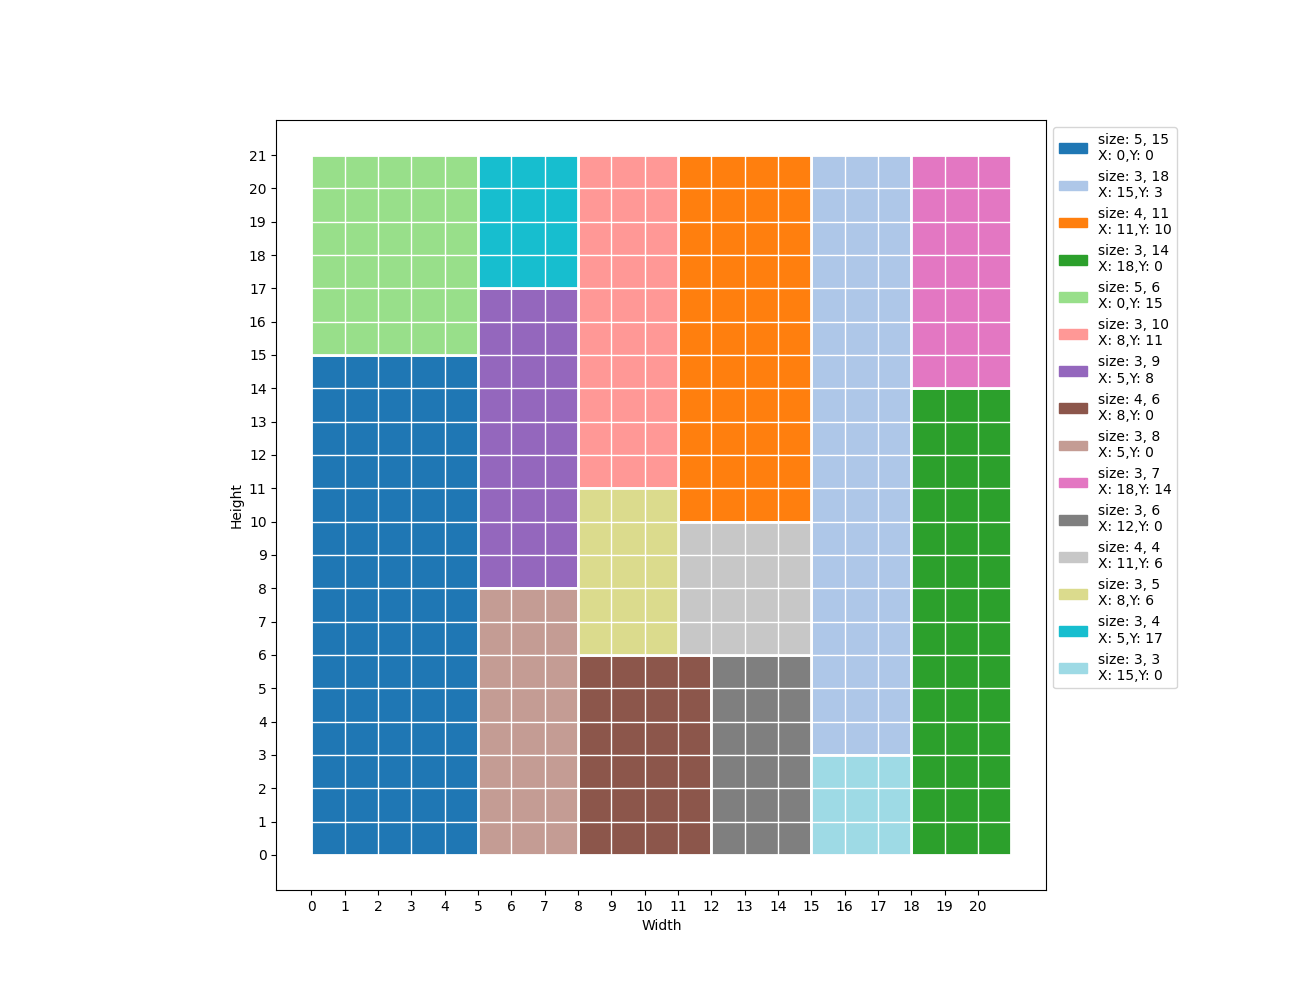 21
20
19
18
17
16
15
14
13
12
11
10
9
8
7
6
5
4
3
2
1
0
Height
0 1 2 3 4 5 6 7 8 9 10 11 12 13 14 15 16 17 18 19 20
Width
size: 5, 15
X: 0,Y: 0
size: 3, 18
X: 15,Y: 3
size: 4, 11
X: 11,Y: 10
size: 3, 14
X: 18,Y: 0
size: 5, 6
X: 0,Y: 15
size: 3, 10
X: 8,Y: 11
size: 3, 9
X: 5,Y: 8
size: 4, 6
X: 8,Y: 0
size: 3, 8
X: 5,Y: 0
size: 3, 7
X: 18,Y: 14
size: 3, 6
X: 12,Y: 0
size: 4, 4
X: 11,Y: 6
size: 3, 5
X: 8,Y: 6
size: 3, 4
X: 5,Y: 17
size: 3, 3
X: 15,Y: 0